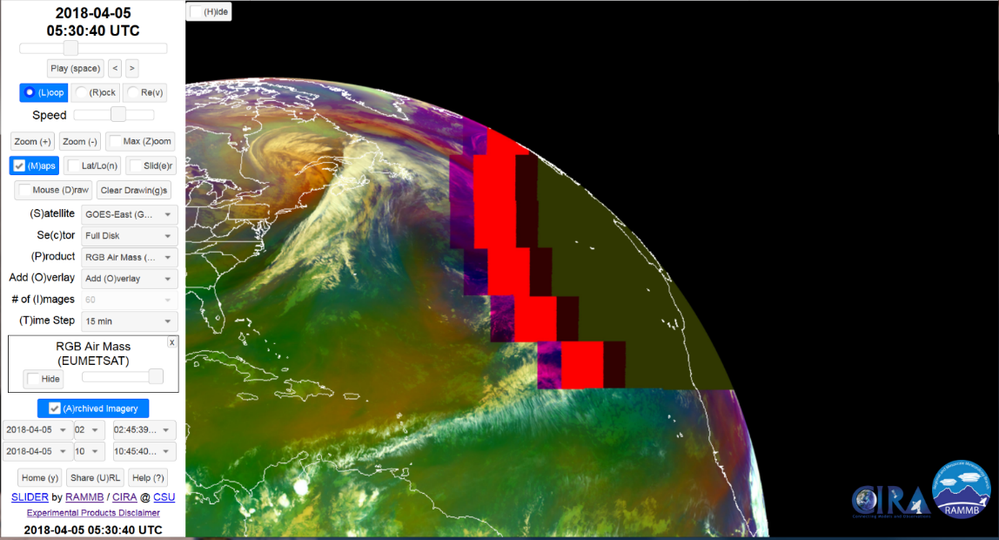 2018-04-05
05:30:40 UTC
(H)ide
Play (space) < >
(L)oop (R)ock Re(v)
Speed
Zoom (+) Zoom (-) Max (Z)oom
(M)aps Lat/Lo(n) Slid(e)r
Mouse (D)raw Clear Drawin(g)s
(S)atellite GOES-East (G...
Se(c)tor Full Disk
(P)roduct RGB Air Mass (...
Add (O)verlay Add (O)verlay
# of (I)mages 60
(T)ime Step 15 min
RGB Air Mass x
(EUMETSAT)
Hide
(A)rchived Imagery
2018-04-05 02 02:45:39...
2018-04-05 10 10:45:40...
Home (y) Share (U)RL Help (?)
SLIDER by RAMMB / CIRA @ CSU
Experimental Products Disclaimer
2018-04-05 05:30:40 UTC
CIRA
RAMMB